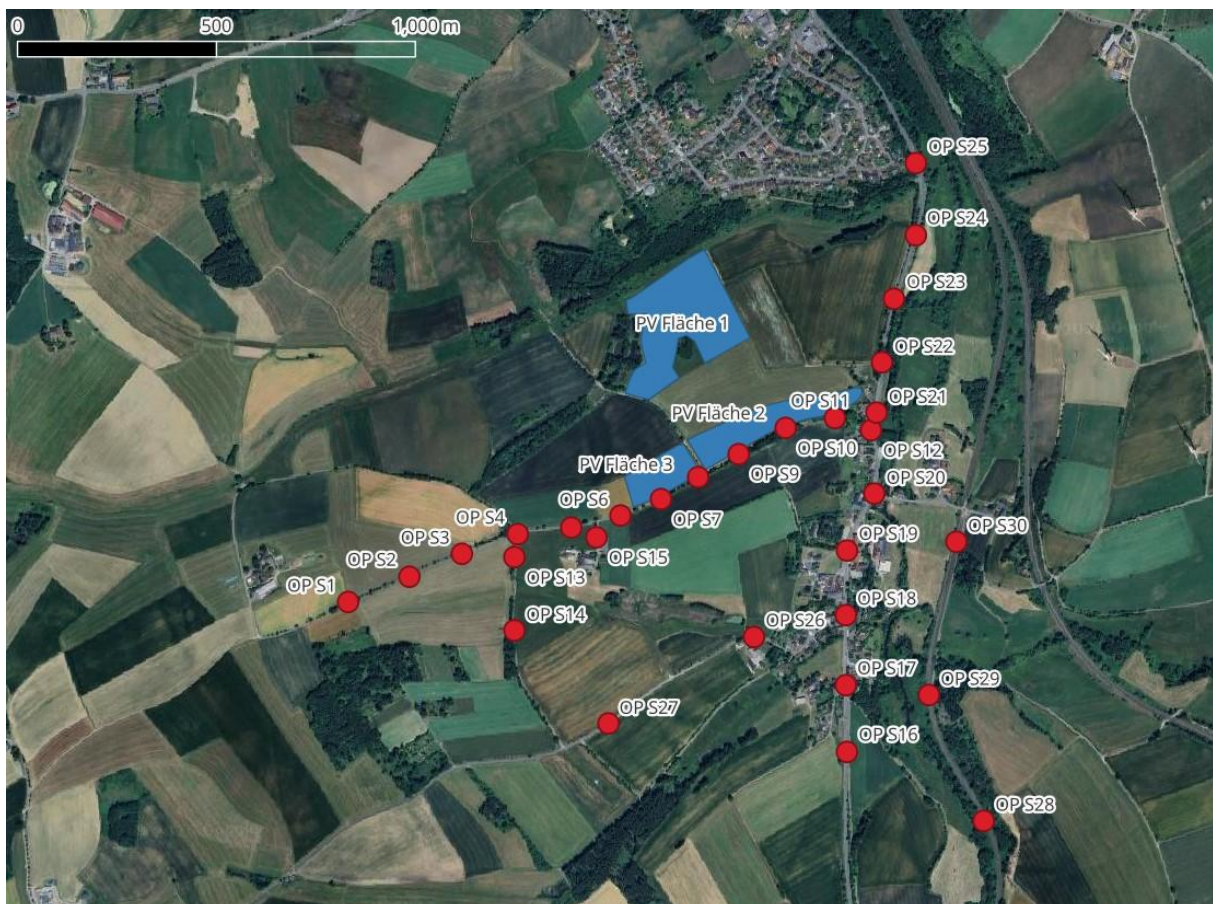 0 500 1,000 m
OP S25
OP S24
OP S23
PV Fläche 1
OP S22
OP S11
OP S21
PV Fläche 2
OP S10
OP S12
OP S9
PV Fläche 3
OP S20
OP S6
OP S7
OP S4
OP S30
OP S3
OP S15
OP S19
OP S2
OP S13
OP S1
OP S14
OP S18
OP S26
OP S17
OP S29
OP S27
OP S16
OP S28